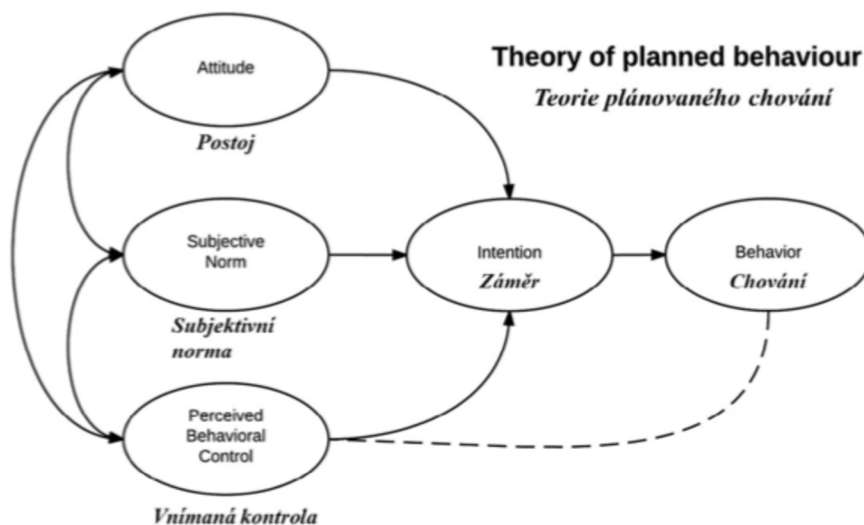 Theory of planned behaviour
Teorie plánovaného chování
Attitude
Postoj
Subjective
Norm
Subjektivní
norma
Perceived
Behavioral
Control
Vnímaná kontrola
Intention
Záměr
Behavior
Chování